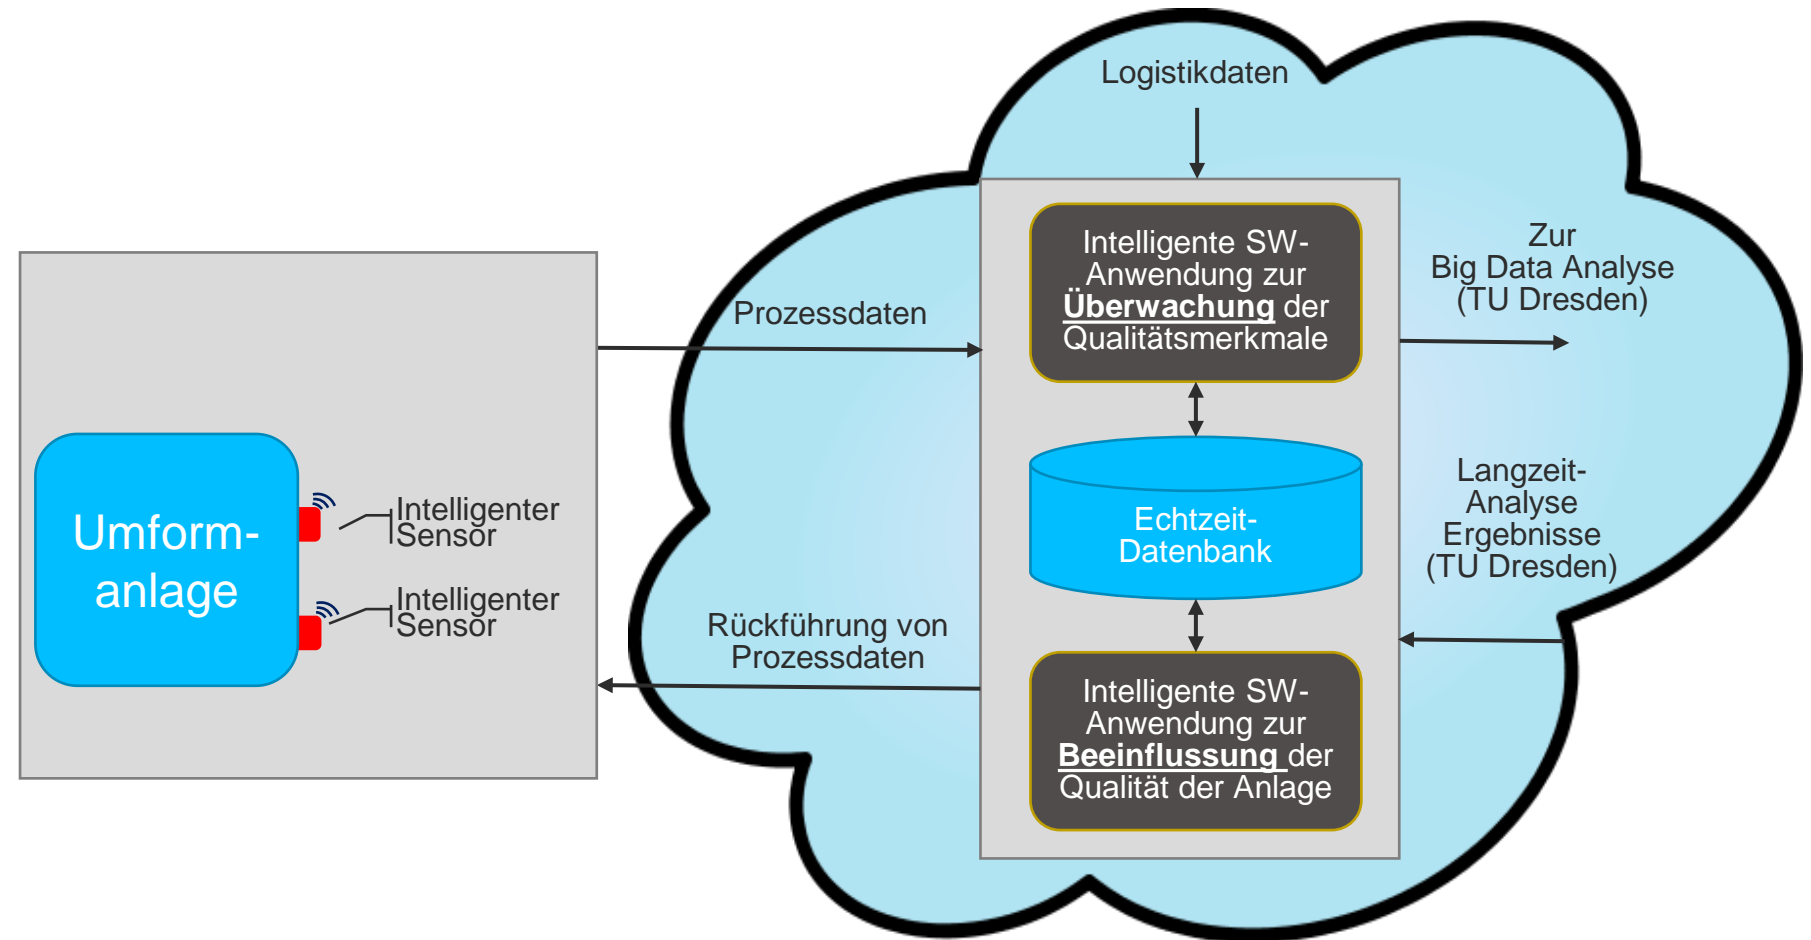 Logistikdaten
Intelligente SW-
Anwendung zur
Überwachung der
Qualitätsmerkmale
Zur
Big Data Analyse
(TU Dresden)
Prozessdaten
Umform-
anlage
Intelligenter
Sensor
Intelligenter
Sensor
Echtzeit-
Datenbank
Langzeit-
Analyse
Ergebnisse
(TU Dresden)
Rückführung von
Prozessdaten
Intelligente SW-
Anwendung zur
Beeinflussung der
Qualität der Anlage